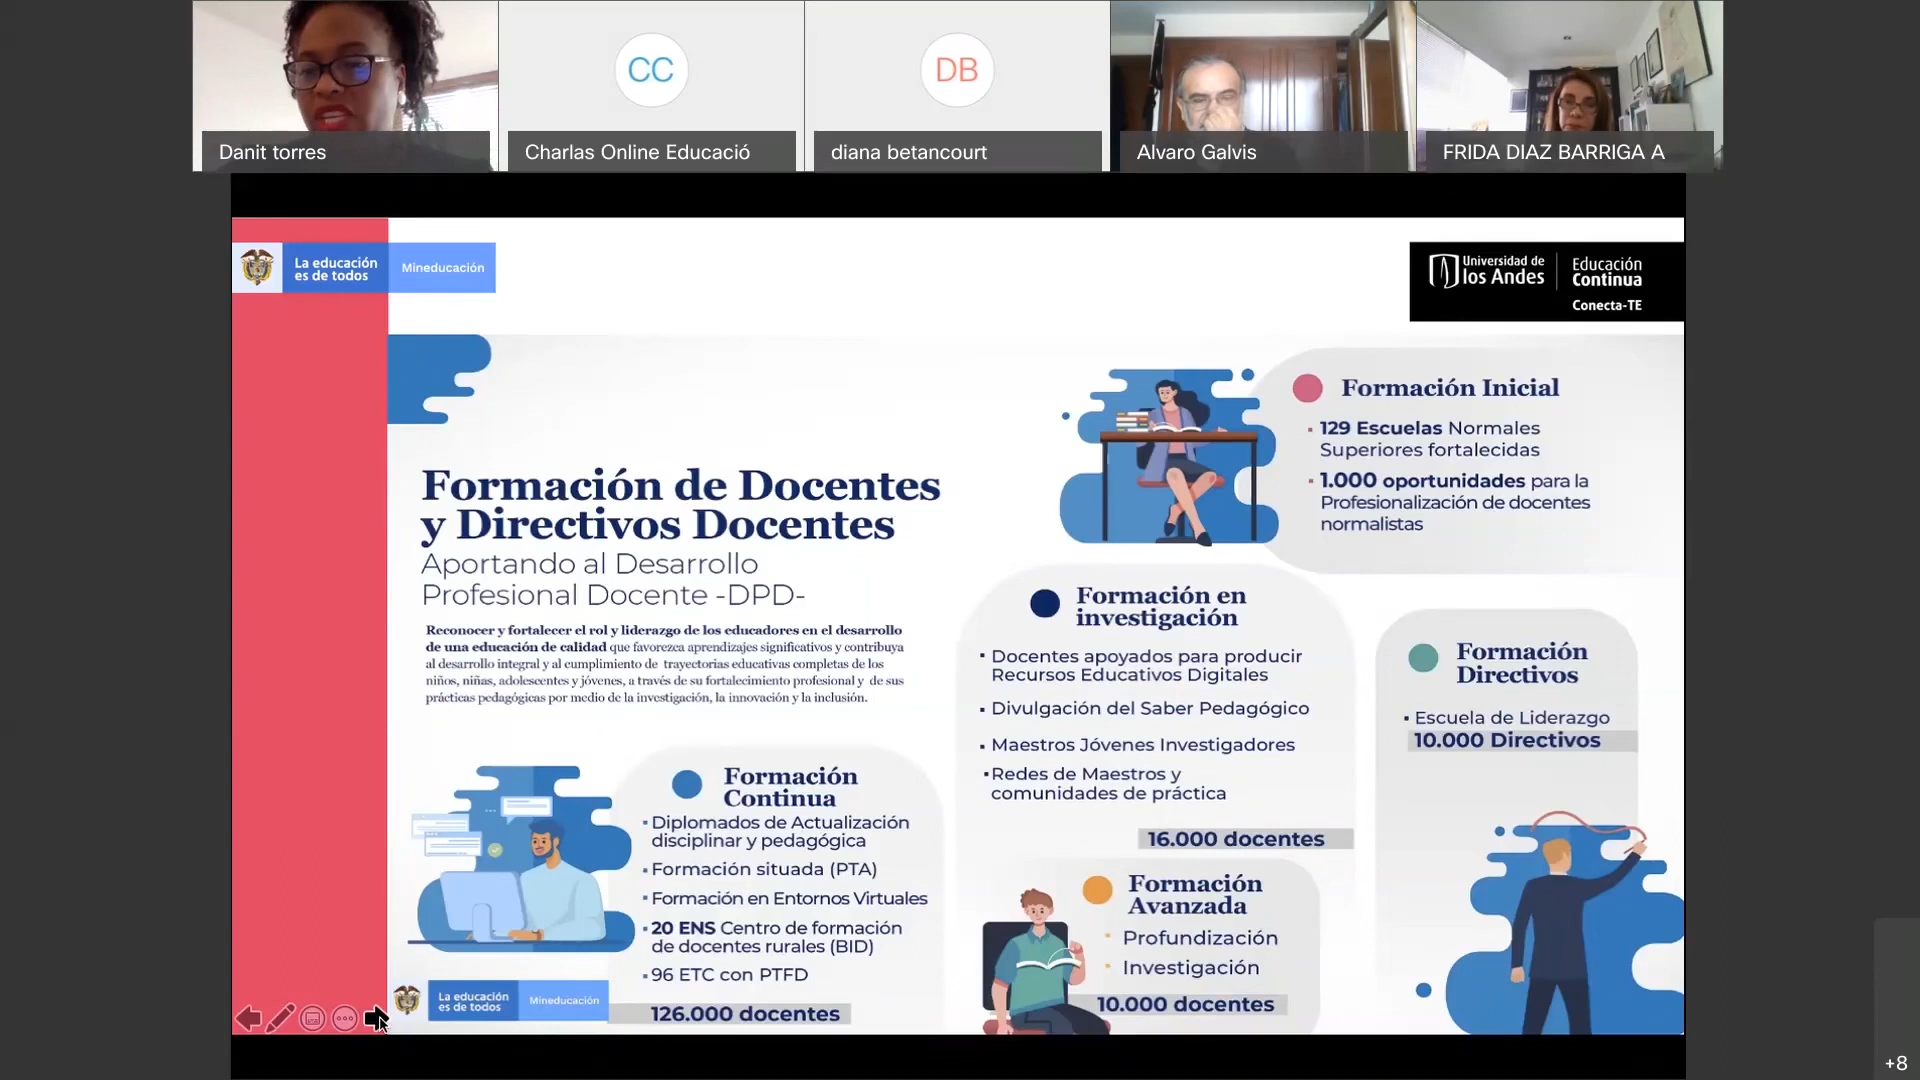 CC
DB
Danit torres
Charlas Online Educació
diana betancourt
Alvaro Galvis
FRIDA DIAZ BARRIGA A
La educación
es de todos
Mineducación
Universidad de
los Andes
Educación
Continua
Conecta-TE
Formación de Docentes
y Directivos Docentes
Aportando al Desarrollo
Profesional Docente -DPD-
Reconocer y fortalecer el rol y liderazgo de los educadores en el desarrollo
de una educación de calidad que favorezca aprendizajes significativos y contribuya
al desarrollo integral y al cumplimiento de trayectorias educativas completas de los
niños, niñas, adolescentes y jóvenes, a través de su fortalecimiento profesional y de sus
prácticas pedagógicas por medio de la investigación, la innovación y la inclusión.
Formación Inicial
129 Escuelas Normales
Superiores fortalecidas
1.000 oportunidades para la
Profesionalización de docentes
normalistas
Formación en
investigación
Docentes apoyados para producir
Recursos Educativos Digitales
Divulgación del Saber Pedagógico
Maestros Jóvenes Investigadores
Redes de Maestros y
comunidades de práctica
16.000 docentes
Formación
Directivos
Escuela de Liderazgo
10.000 Directivos
Formación
Continua
Diplomados de Actualización
disciplinar y pedagógica
Formación situada (PTA)
Formación en Entornos Virtuales
20 ENS Centro de formación
de docentes rurales (BID)
96 ETC con PTFD
126.000 docentes
Formación
Avanzada
Profundización
Investigación
10.000 docentes
La educación
es de todos
Mineducación
+8